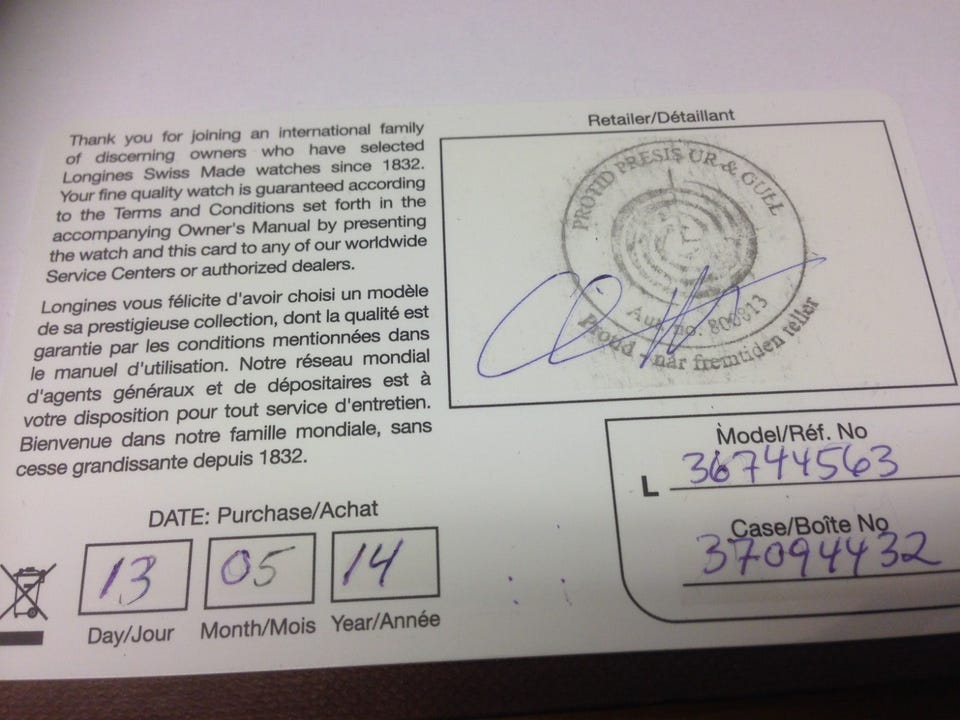 Thank you for joining an international family
of discerning owners who have selected
Longines Swiss Made watches since 1832.
Your fine quality watch is guaranteed according
to the Terms and Conditions set forth in the
accompanying Owner's Manual by presenting
the watch and this card to any of our worldwide
Service Centers or authorized dealers.
Longines vous félicite d'avoir choisi un modèle
de sa prestigieuse collection, dont la qualité est
garantie par les conditions mentionnées dans
le manuel d'utilisation. Notre réseau mondial
d'agents généraux et de dépositaires est à
votre disposition pour tout service d'entretien.
Bienvenue dans notre famille mondiale, sans
cesse grandissante depuis 1832.
DATE: Purchase/Achat
13 05 14
Day/Jour Month/Mois Year/Année
Retailer/Détaillant
PROTID PRESIS UR & GULL
no. 808813
når fremtiden teller
Model/Réf. No
L 36744563
Case/Boîte No
37094432